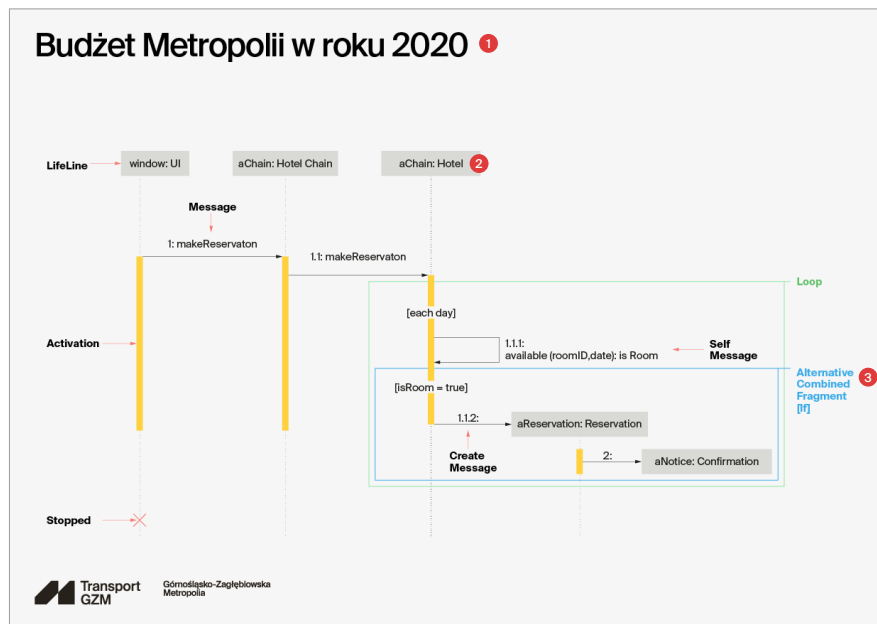 Budżet Metropolii w roku 2020 1
LifeLine
window: UI
aChain: Hotel Chain
aChain: Hotel 2
Message
1: makeReservaton
1.1: makeReservaton
Loop
[each day]
Activation
1.1.1:
available (roomID,date): is Room
Self
Message
Alternative
Combined
Fragment
[If]
3
[isRoom = true]
1.1.2:
aReservation: Reservation
Create
Message
2:
aNotice: Confirmation
Stopped
Transport
GZM
Górnośląsko-Zagłębiowska
Metropolia